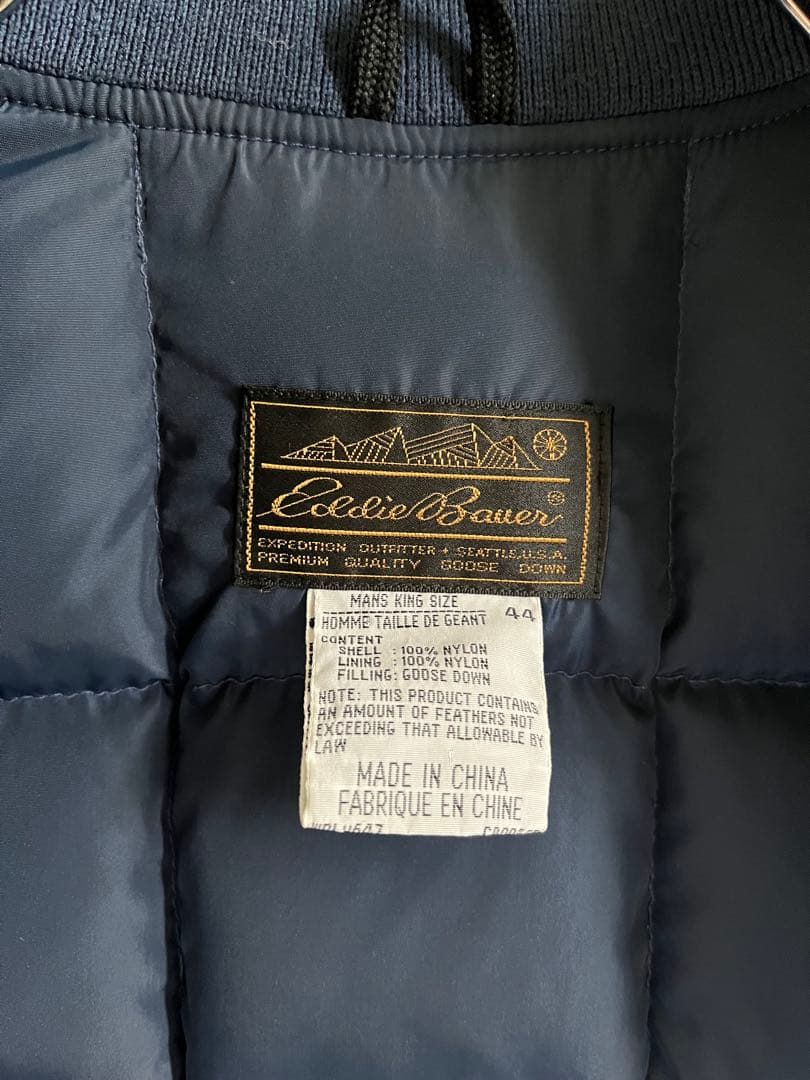 Eddie Bauer®
EXPEDITION OUTFITTER + SEATTLE, U.S.A.
PREMIUM QUALITY GOOSE DOWN
MANS KING SIZE
HOMME TAILLE DE GEANT 44
CONTENT
SHELL : 100% NYLON
LINING : 100% NYLON
FILLING: GOOSE DOWN
NOTE: THIS PRODUCT CONTAINS
AN AMOUNT OF FEATHERS NOT
EXCEEDING THAT ALLOWABLE BY
LAW
MADE IN CHINA
FABRIQUE EN CHINE